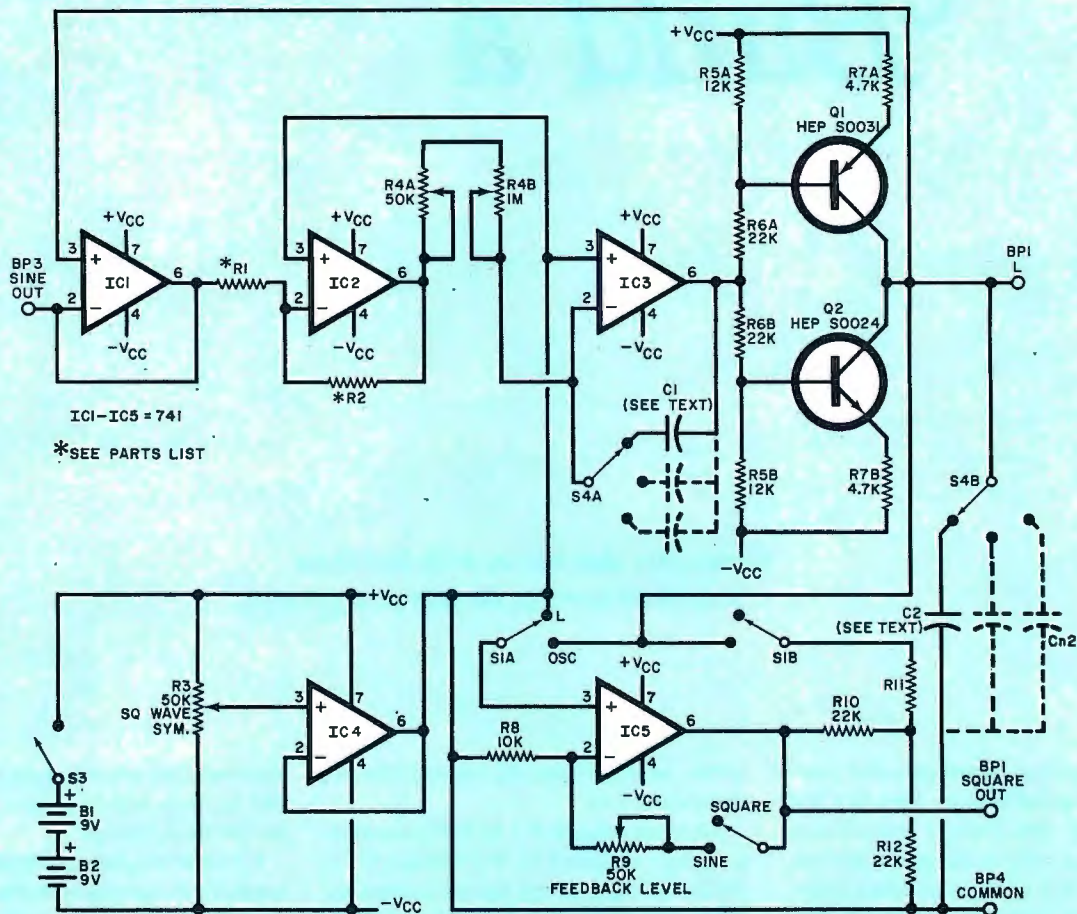 +VCC
R5A
12K
R7A
4.7K
Q1
HEP S0031
R4A
50K
R4B
1M
+VCC
+VCC
+VCC
R6A
22K
BP3
SINE
OUT
3
+
7
IC1
6
2
−
4
−VCC
*R1
3
+
7
IC2
6
2
−
4
−VCC
*R2
3
+
7
IC3
6
2
−
4
−VCC
BP1
L
Q2
HEP S0024
R6B
22K
C1
(SEE TEXT)
IC1-IC5 = 741
*SEE PARTS LIST
S4A
R5B
12K
R7B
4.7K
S4B
−VCC
+VCC
L
S1A
OSC
S1B
C2
(SEE TEXT)
Cn2
R3
50K
SQ WAVE
SYM.
3
+
7
IC4
6
2
−
4
+VCC
3
+
7
IC5
6
2
−
4
−VCC
R8
10K
R10
22K
R11
S3
+
B1
9V
+
B2
9V
SQUARE
BP1
SQUARE
OUT
R9
50K
FEEDBACK LEVEL
SINE
R12
22K
BP4
COMMON
−VCC